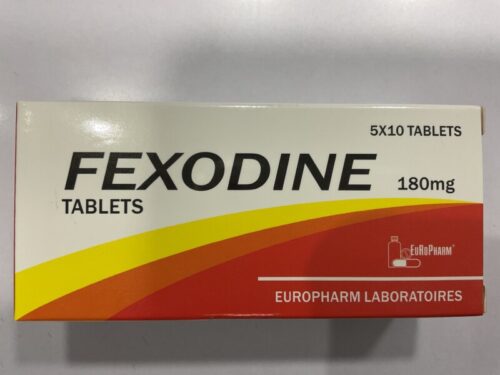 5X10 TABLETS
FEXODINE
180mg
TABLETS
EUROPHARM®
EUROPHARM LABORATOIRES